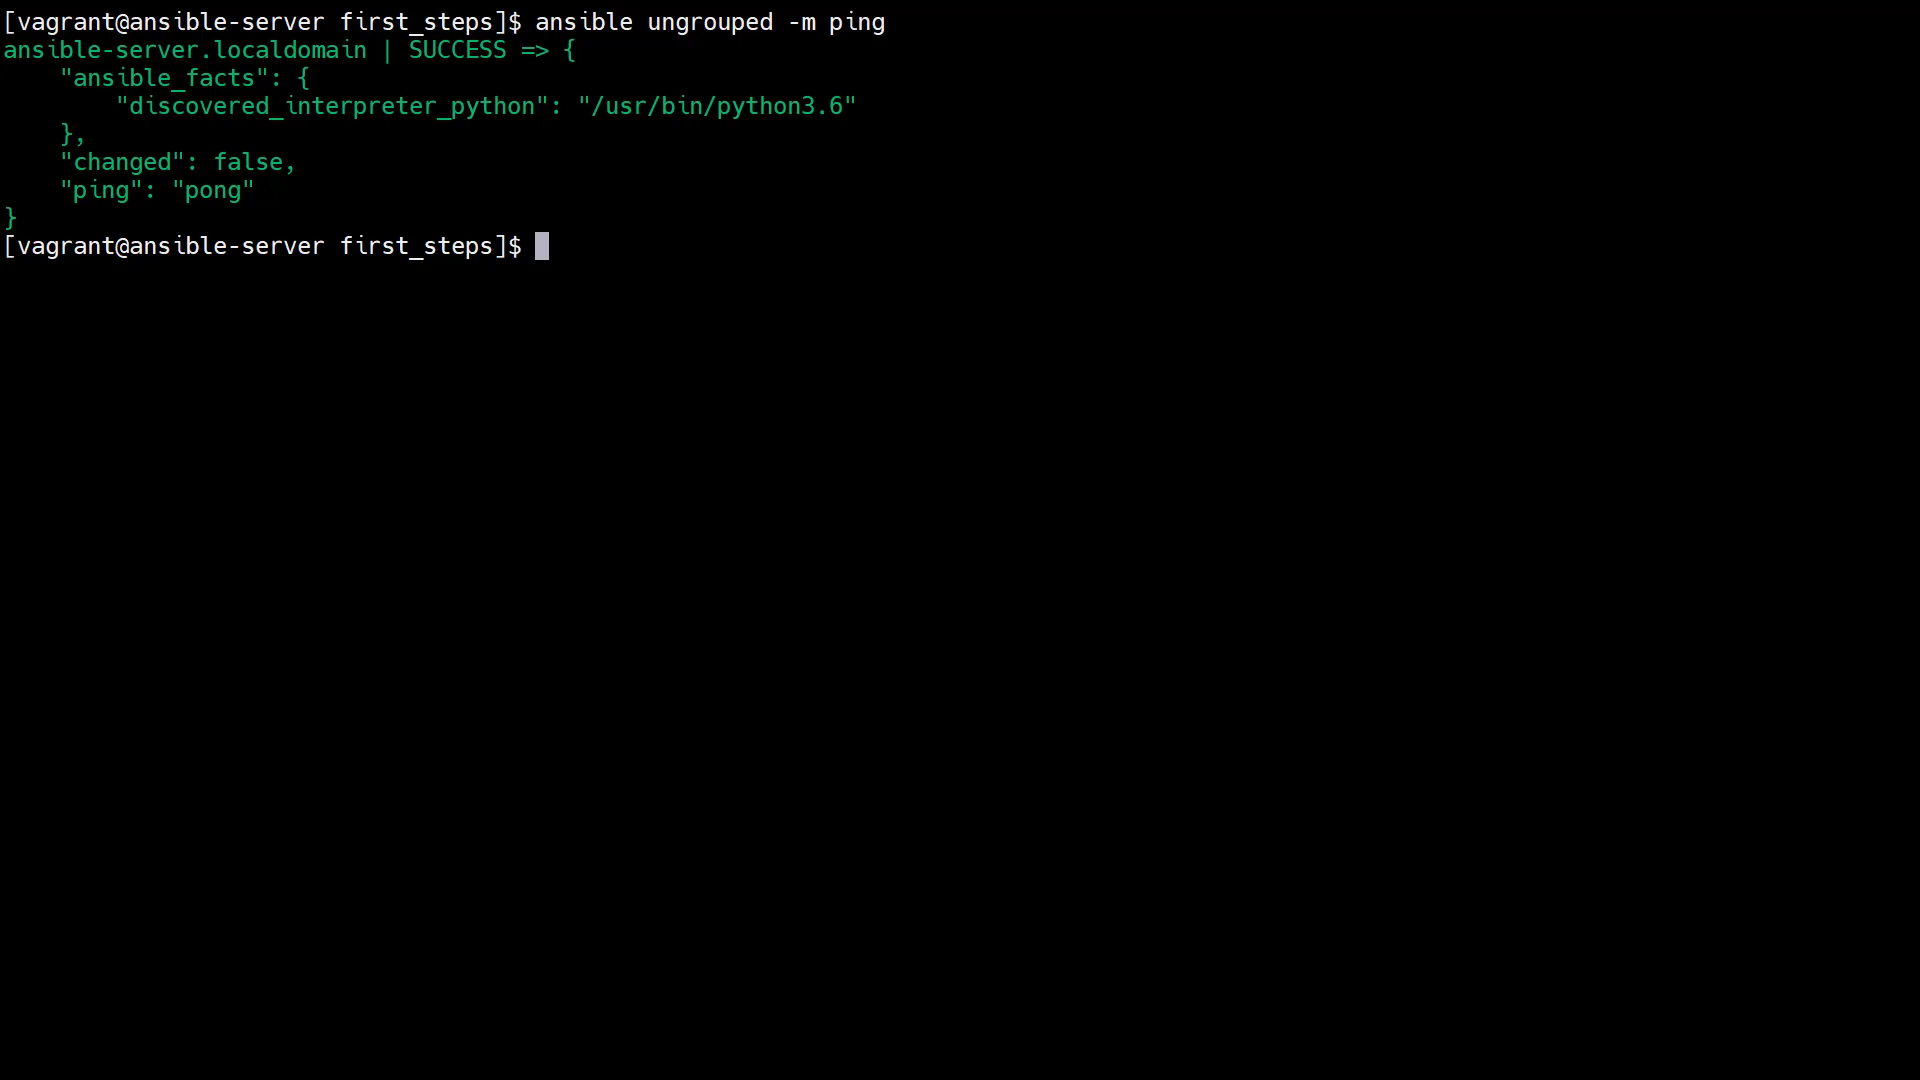 [vagrant@ansible-server first_steps]$ ansible ungrouped -m ping
ansible-server.localdomain | SUCCESS => {
    "ansible_facts": {
        "discovered_interpreter_python": "/usr/bin/python3.6"
    },
    "changed": false,
    "ping": "pong"
}
[vagrant@ansible-server first_steps]$